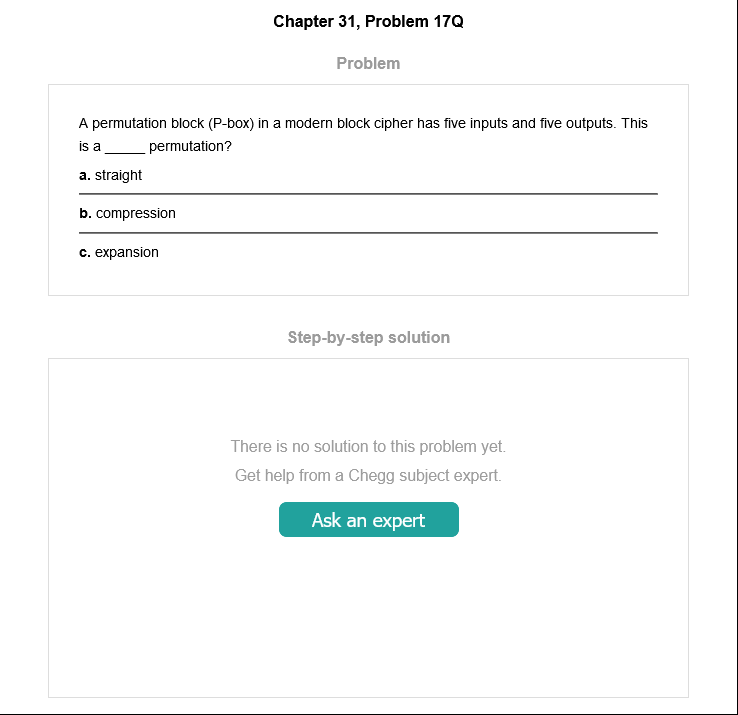 Chapter 31, Problem 17Q
Problem
A permutation block (P-box) in a modern block cipher has five inputs and five outputs. This
is a _____ permutation?
a. straight
b. compression
c. expansion
Step-by-step solution
There is no solution to this problem yet.
Get help from a Chegg subject expert.
Ask an expert